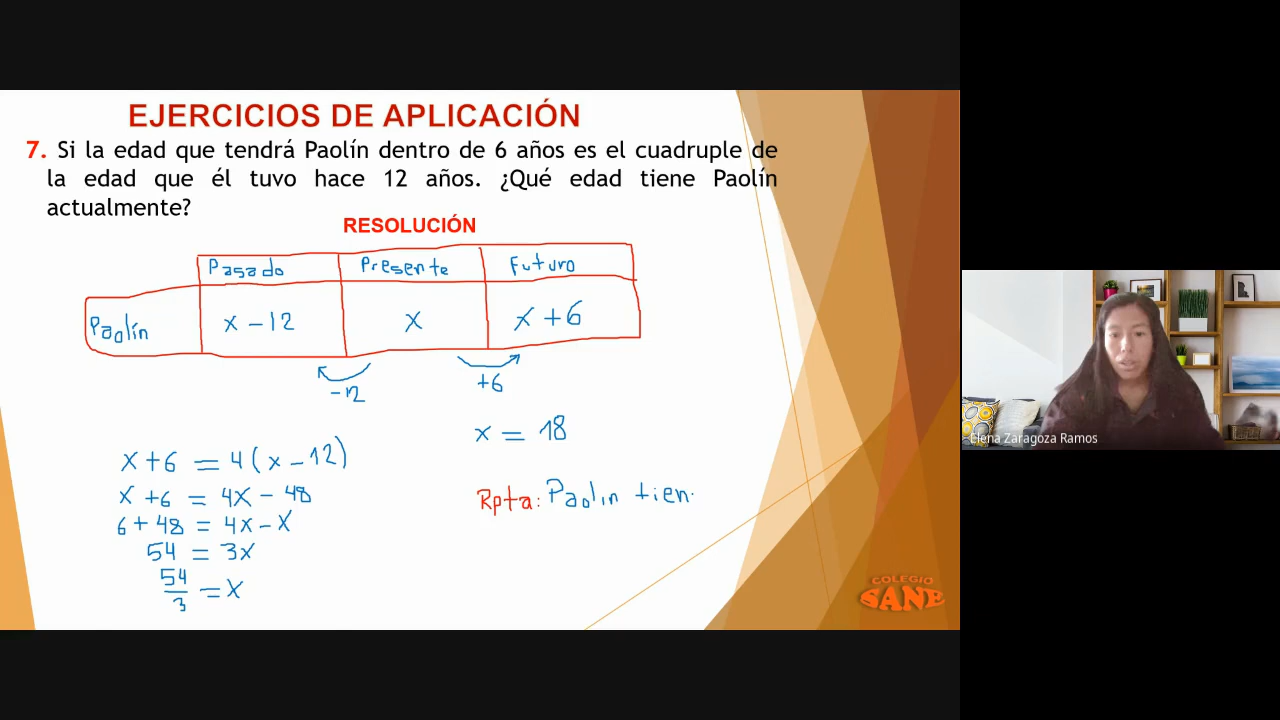 EJERCICIOS DE APLICACIÓN
7. Si la edad que tendrá Paolín dentro de 6 años es el cuadruple de
la edad que él tuvo hace 12 años. ¿Qué edad tiene Paolín
actualmente?
RESOLUCIÓN
Pasado Presente Futuro
Paolín x - 12 x x + 6
- 12 +6
x = 18
x + 6 = 4(x - 12)
x + 6 = 4x - 48
6 + 48 = 4x - x
54 = 3x
54/3 = x
Rpta: Paolin tien
COLEGIO
SANE
Elena Zaragoza Ramos